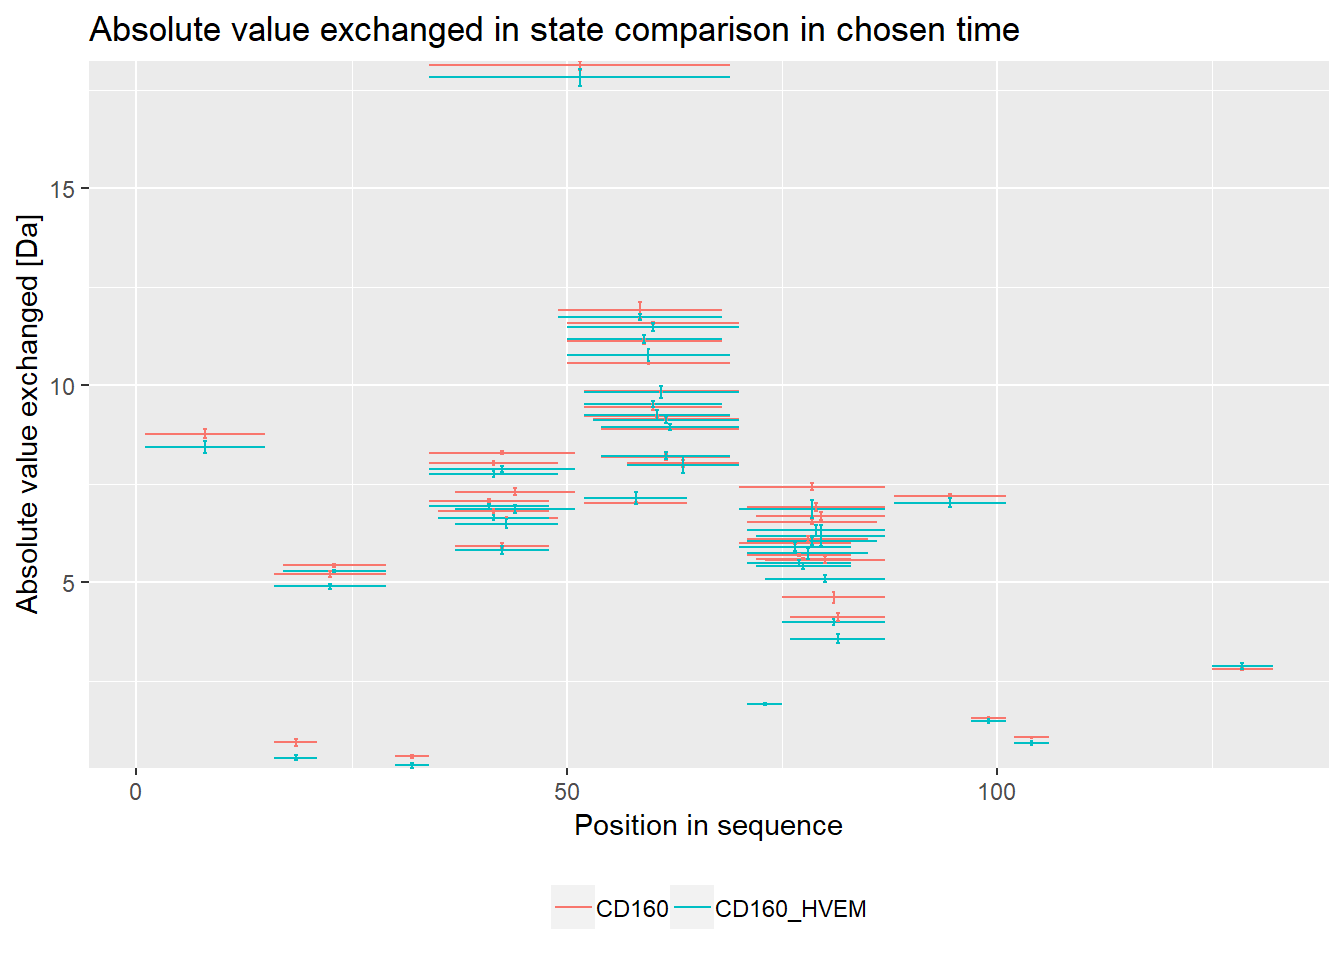 Absolute value exchanged in state comparison in chosen time
Absolute value exchanged [Da]
15
10
5
0 50 100
Position in sequence
CD160 CD160_HVEM